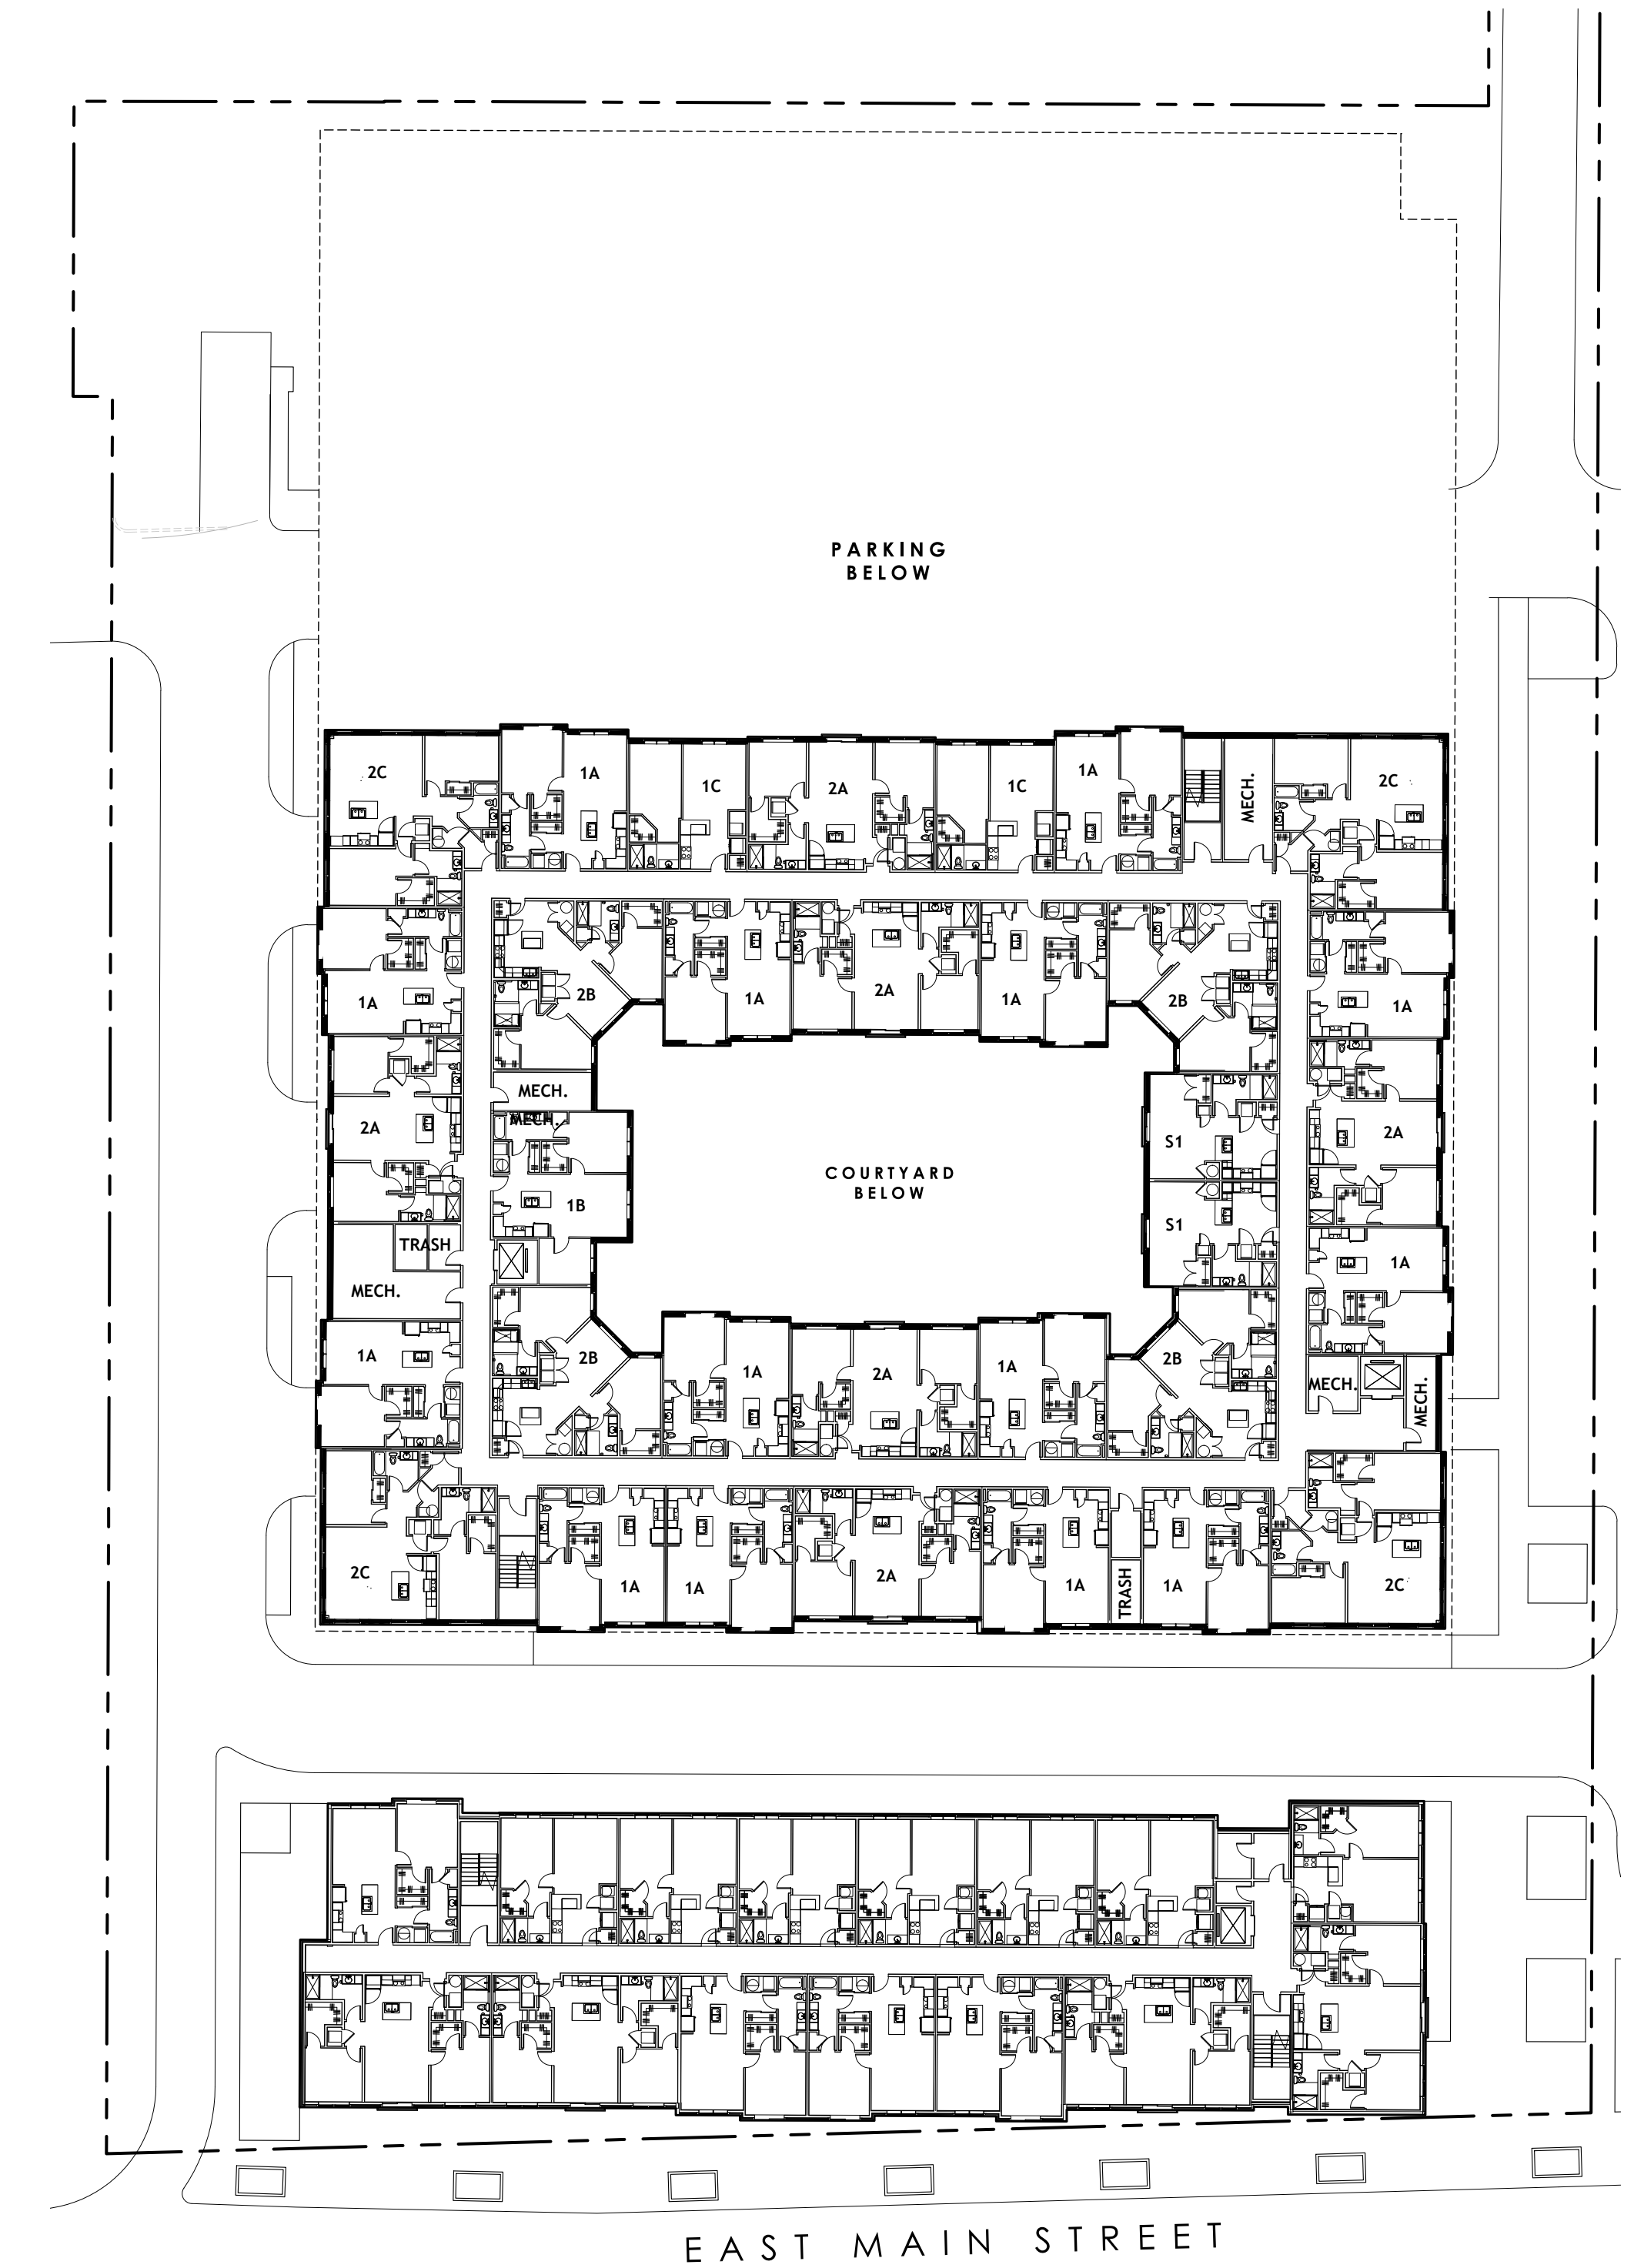 PARKING
BELOW
2C
1A
1C
2A
1C
1A
MECH.
2C
2B
1A
2A
1A
2B
1A
1A
MECH.
MECH.
2A
S1
2A
COURTYARD
BELOW
1B
S1
TRASH
MECH.
1A
1A
2B
1A
2A
1A
2B
MECH.
MECH.
2C
1A
1A
2A
1A
TRASH
1A
2C
EAST MAIN STREET